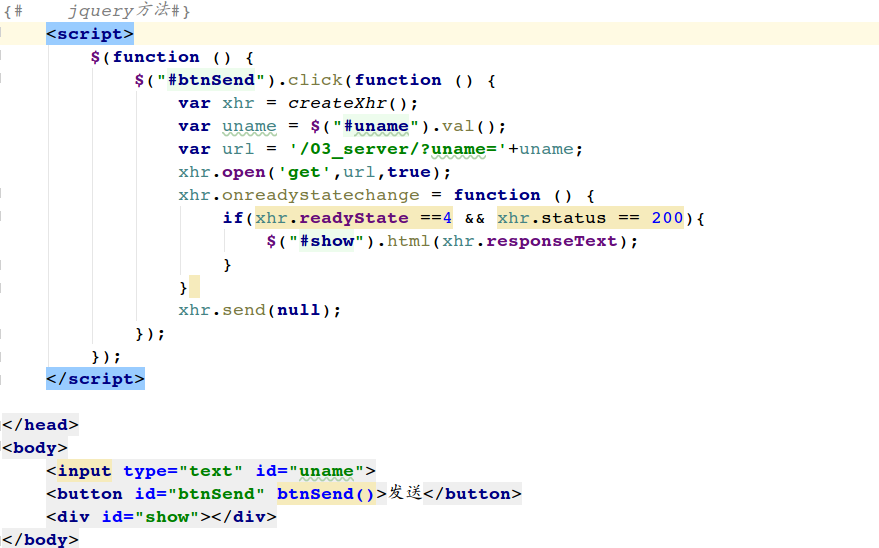 {#    jquery方法#}
    <script>
        $(function () {
            $("#btnSend").click(function () {
                var xhr = createXhr();
                var uname = $("#uname").val();
                var url = '/03_server/?uname='+uname;
                xhr.open('get',url,true);
                xhr.onreadystatechange = function () {
                    if(xhr.readyState ==4 && xhr.status == 200){
                        $("#show").html(xhr.responseText);
                    }
                }
                xhr.send(null);
            });
        });
    </script>
</head>
<body>
    <input type="text" id="uname">
    <button id="btnSend" btnSend()>发送</button>
    <div id="show"></div>
</body>